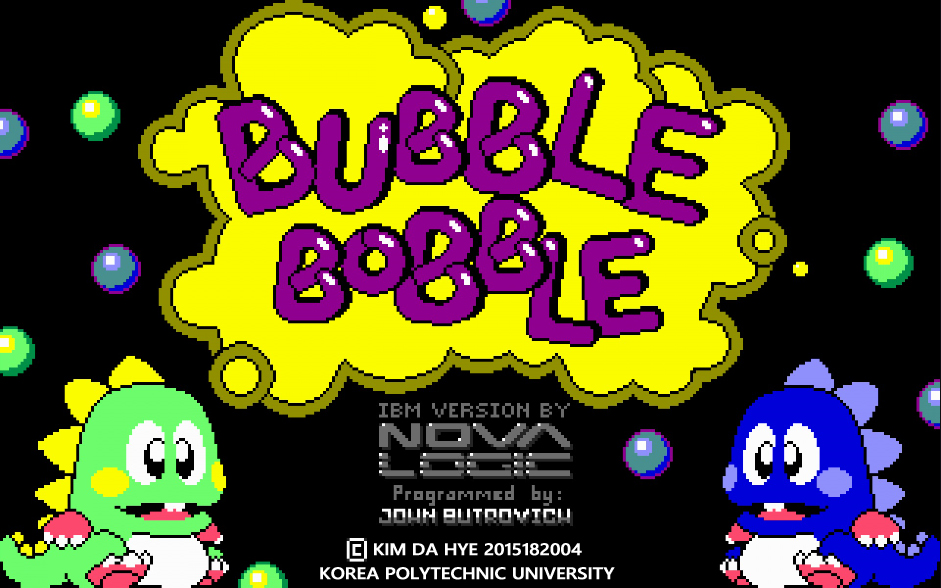 BUBBLE
BOBBLE
IBM VERSION BY
NOVA
LOGIC
Programmed by:
JOHN BUTROVICH
C KIM DA HYE 2015182004
KOREA POLYTECHNIC UNIVERSITY